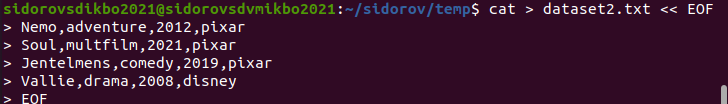 sidorovsdikbo2021@sidorovsdvmikbo2021:~/sidorov/temp$ cat > dataset2.txt << EOF
> Nemo,adventure,2012,pixar
> Soul,multfilm,2021,pixar
> Jentelmens,comedy,2019,pixar
> Vallie,drama,2008,disney
> EOF